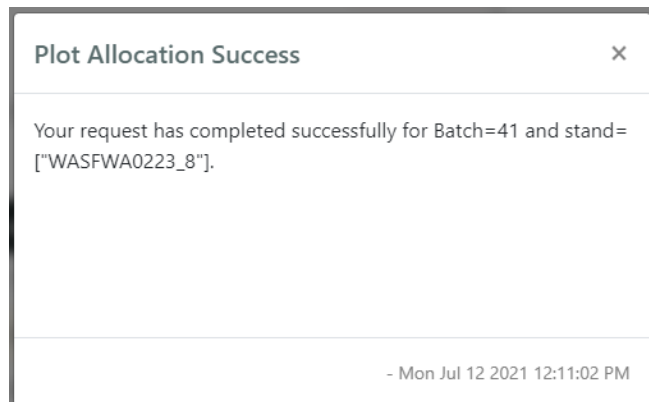 Plot Allocation Success ×
Your request has completed successfully for Batch=41 and stand=
["WASFWA0223_8"].
- Mon Jul 12 2021 12:11:02 PM